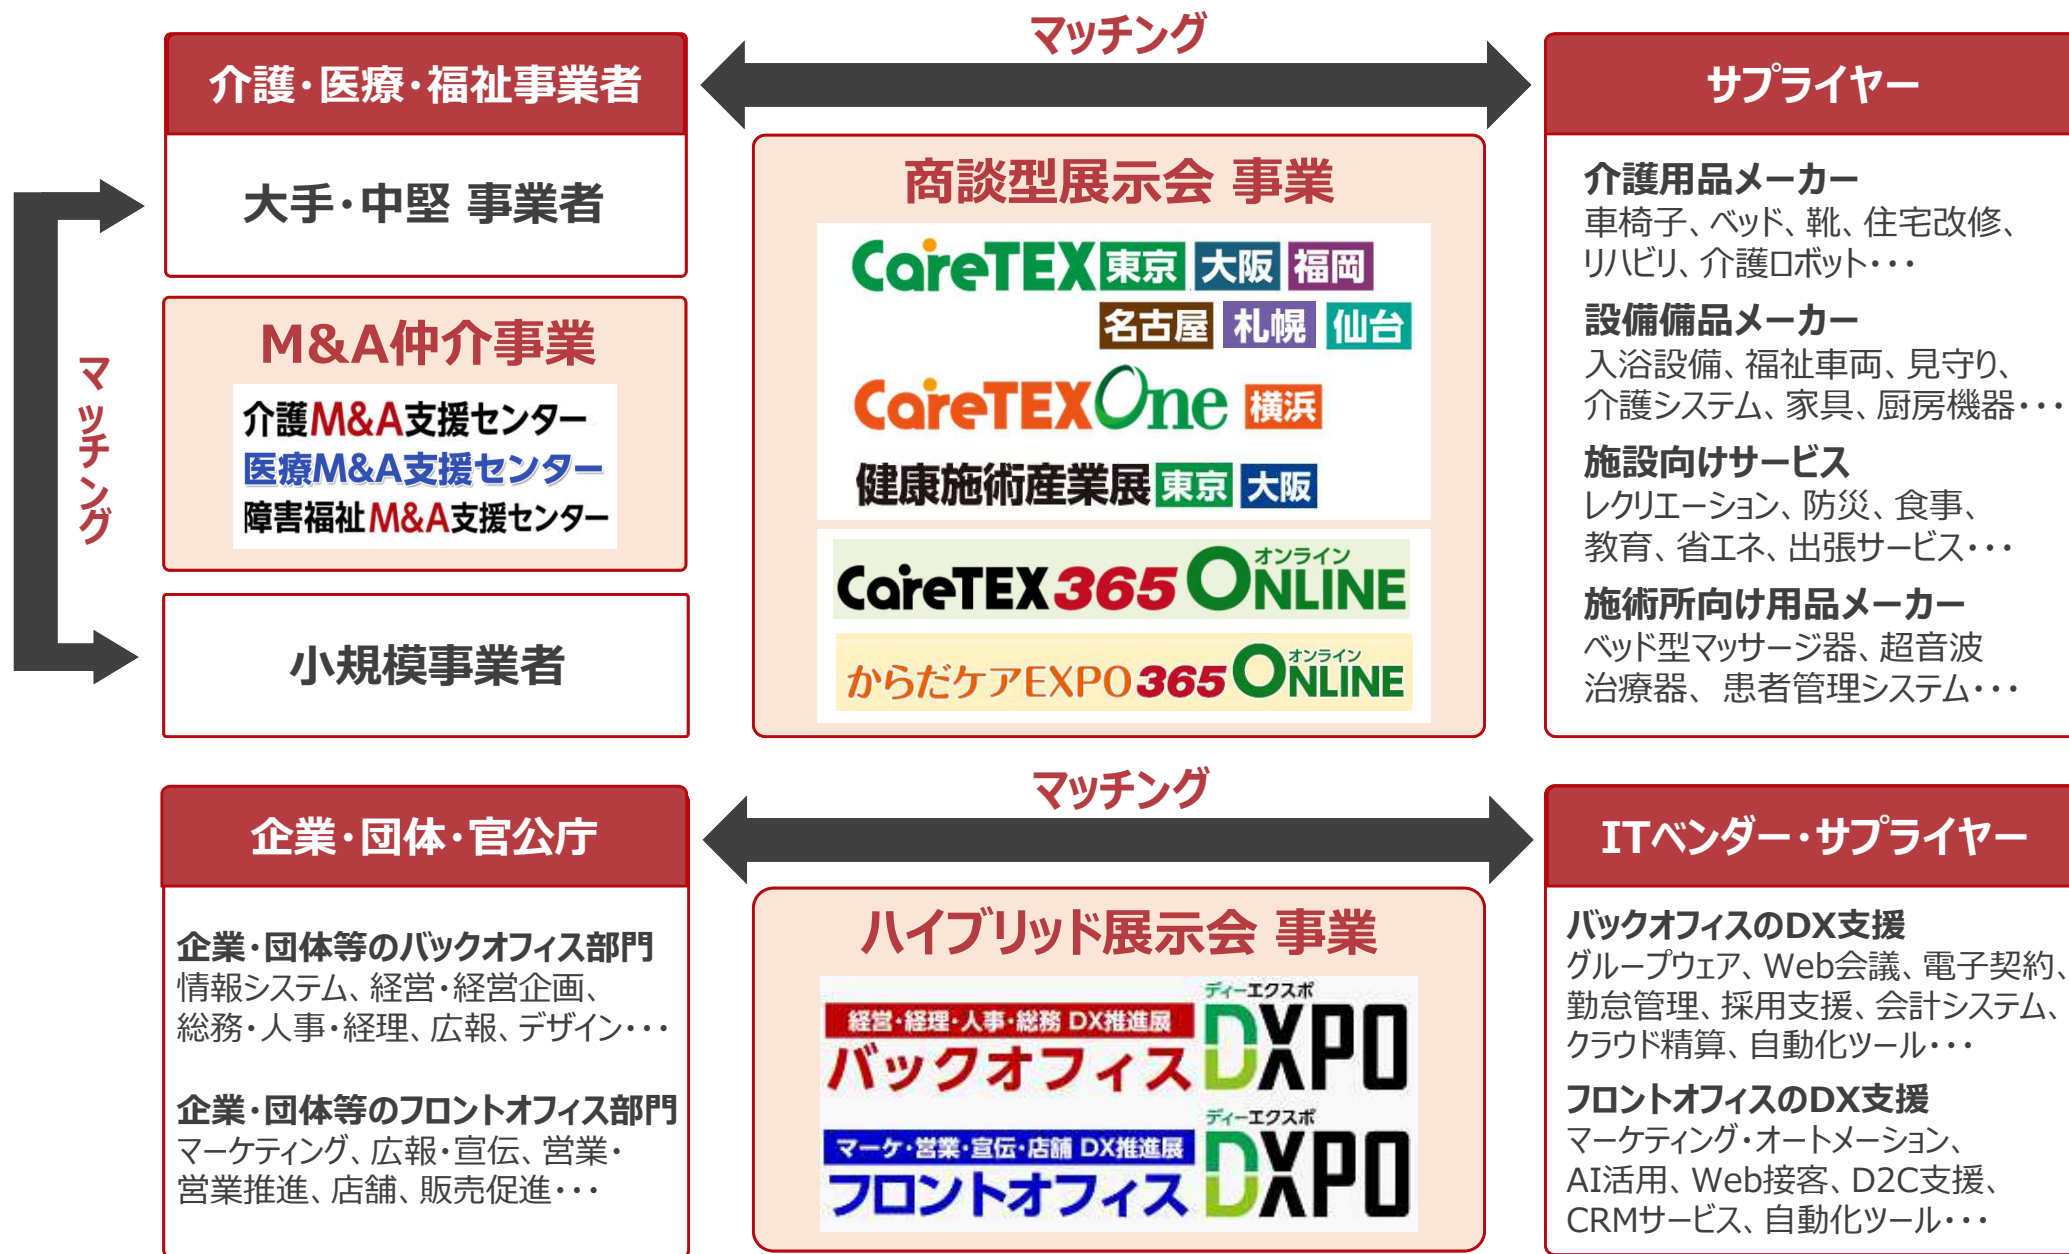 マッチング
介護・医療・福祉事業者
大手・中堅 事業者
マッチング
M&A仲介事業
介護M&A支援センター
医療M&A支援センター
障害福祉M&A支援センター
小規模事業者
商談型展示会 事業
CareTEX 東京 大阪 福岡
名古屋 札幌 仙台
CareTEXOne 横浜
健康施術産業展 東京 大阪
オンライン
CareTEX365 ONLINE
オンライン
からだケアEXPO365 ONLINE
サプライヤー
介護用品メーカー
車椅子、ベッド、靴、住宅改修、
リハビリ、介護ロボット・・・
設備備品メーカー
入浴設備、福祉車両、見守り、
介護システム、家具、厨房機器・・・
施設向けサービス
レクリエーション、防災、食事、
教育、省エネ、出張サービス・・・
施術所向け用品メーカー
ベッド型マッサージ器、超音波
治療器、 患者管理システム・・・
マッチング
企業・団体・官公庁
企業・団体等のバックオフィス部門
情報システム、経営・経営企画、
総務・人事・経理、広報、デザイン・・・
企業・団体等のフロントオフィス部門
マーケティング、広報・宣伝、営業・
営業推進、店舗、販売促進・・・
ハイブリッド展示会 事業
ディーエクスポ
経営・経理・人事・総務 DX推進展
バックオフィス DXPO
ディーエクスポ
マーケ・営業・宣伝・店舗 DX推進展
フロントオフィス DXPO
ITベンダー・サプライヤー
バックオフィスのDX支援
グループウェア、Web会議、電子契約、
勤怠管理、採用支援、会計システム、
クラウド精算、自動化ツール・・・
フロントオフィスのDX支援
マーケティング・オートメーション、
AI活用、Web接客、D2C支援、
CRMサービス、自動化ツール・・・